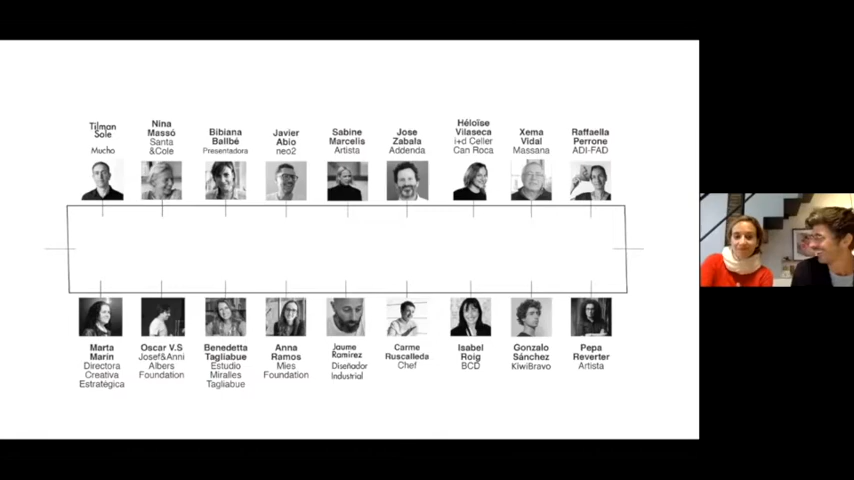 Tilman
Sole
Mucho
Nina
Massó
Santa
&Cole
Bibiana
Ballbé
Presentadora
Javier
Abio
neo2
Sabine
Marcelis
Artista
Jose
Zabala
Addenda
Héloïse
Vilaseca
i+d Celler
Can Roca
Xema
Vidal
Massana
Raffaella
Perrone
ADI-FAD
Marta
Marín
Directora
Creativa
Estratégica
Oscar V.S
Josef&Anni
Albers
Foundation
Benedetta
Tagliabue
Estudio
Miralles
Tagliabue
Anna
Ramos
Mies
Foundation
Jaume
Ramirez
Diseñador
Industrial
Carme
Ruscalleda
Chef
Isabel
Roig
BCD
Gonzalo
Sánchez
KiwiBravo
Pepa
Reverter
Artista